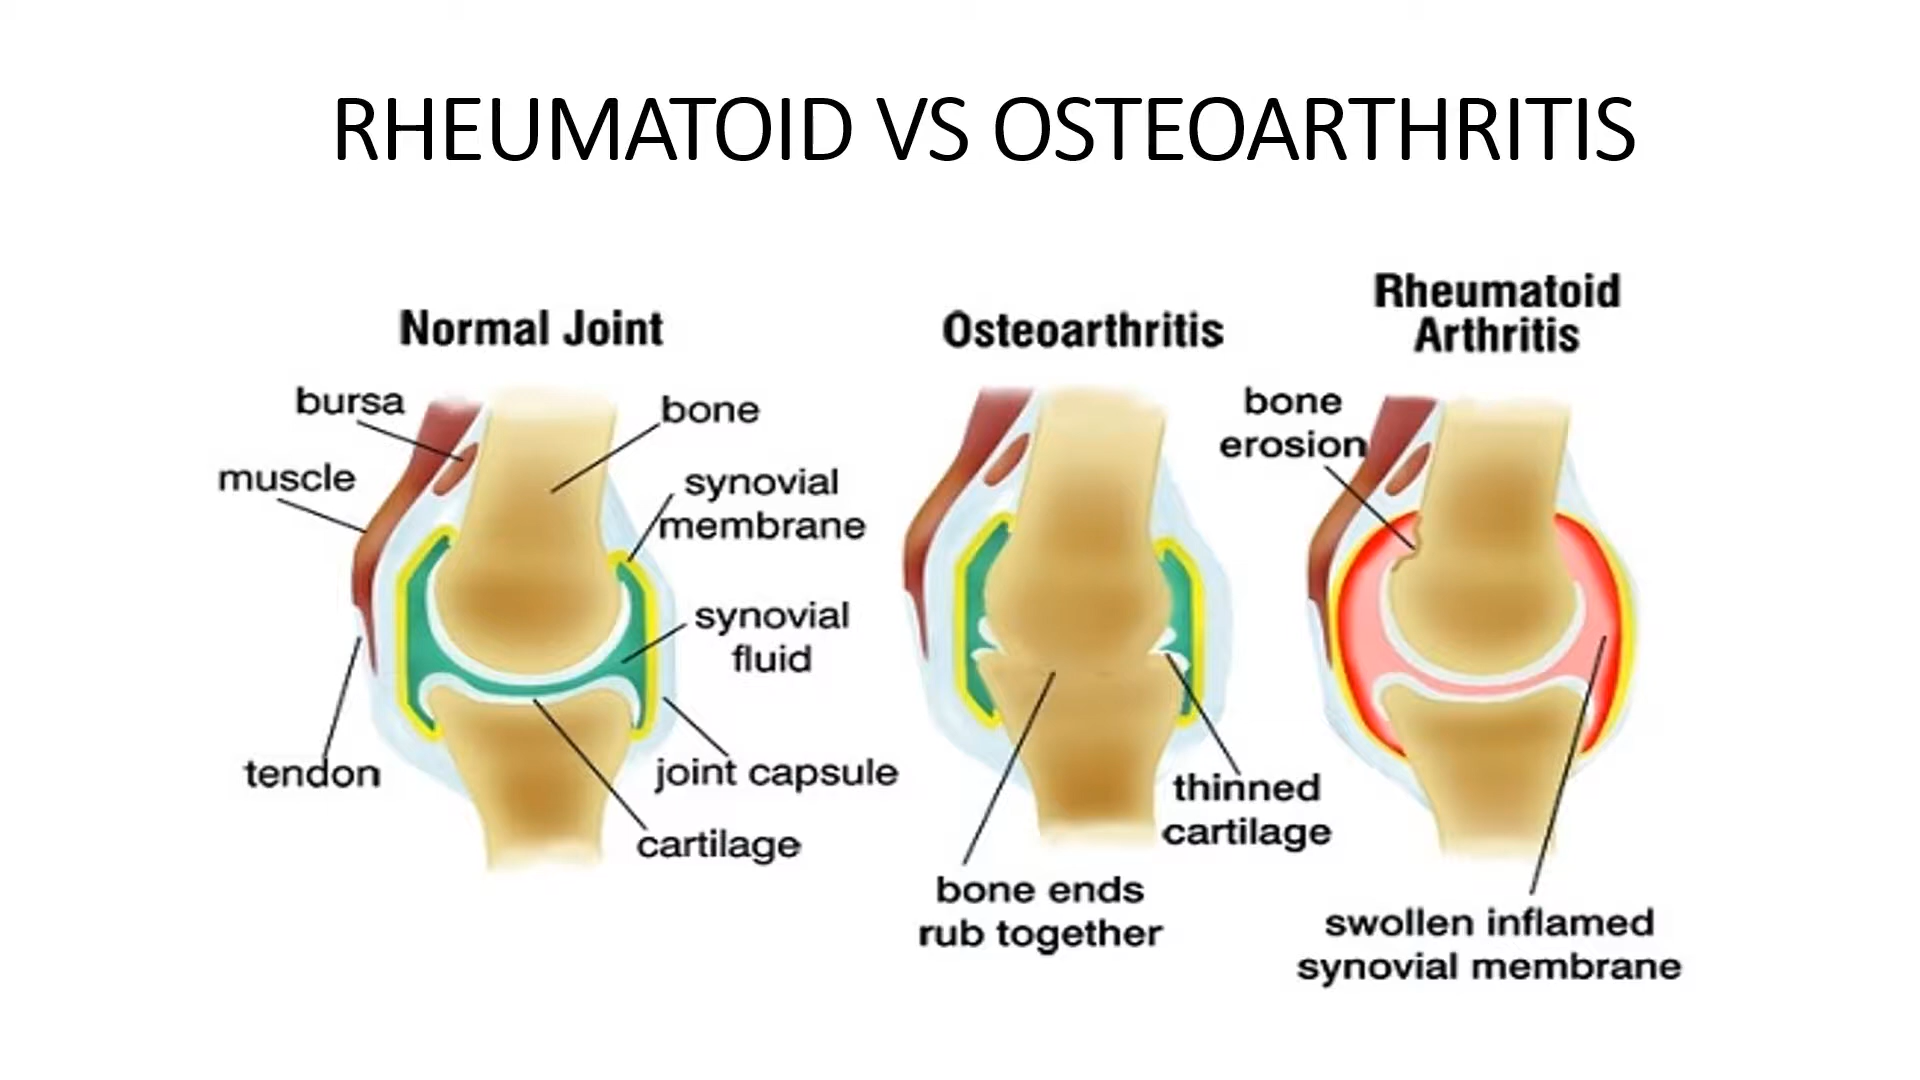 RHEUMATOID VS OSTEOARTHRITIS
Normal Joint
bursa
bone
muscle
synovial
membrane
synovial
fluid
tendon
joint capsule
cartilage
Osteoarthritis
thinned
cartilage
bone ends
rub together
Rheumatoid
Arthritis
bone
erosion
swollen inflamed
synovial membrane